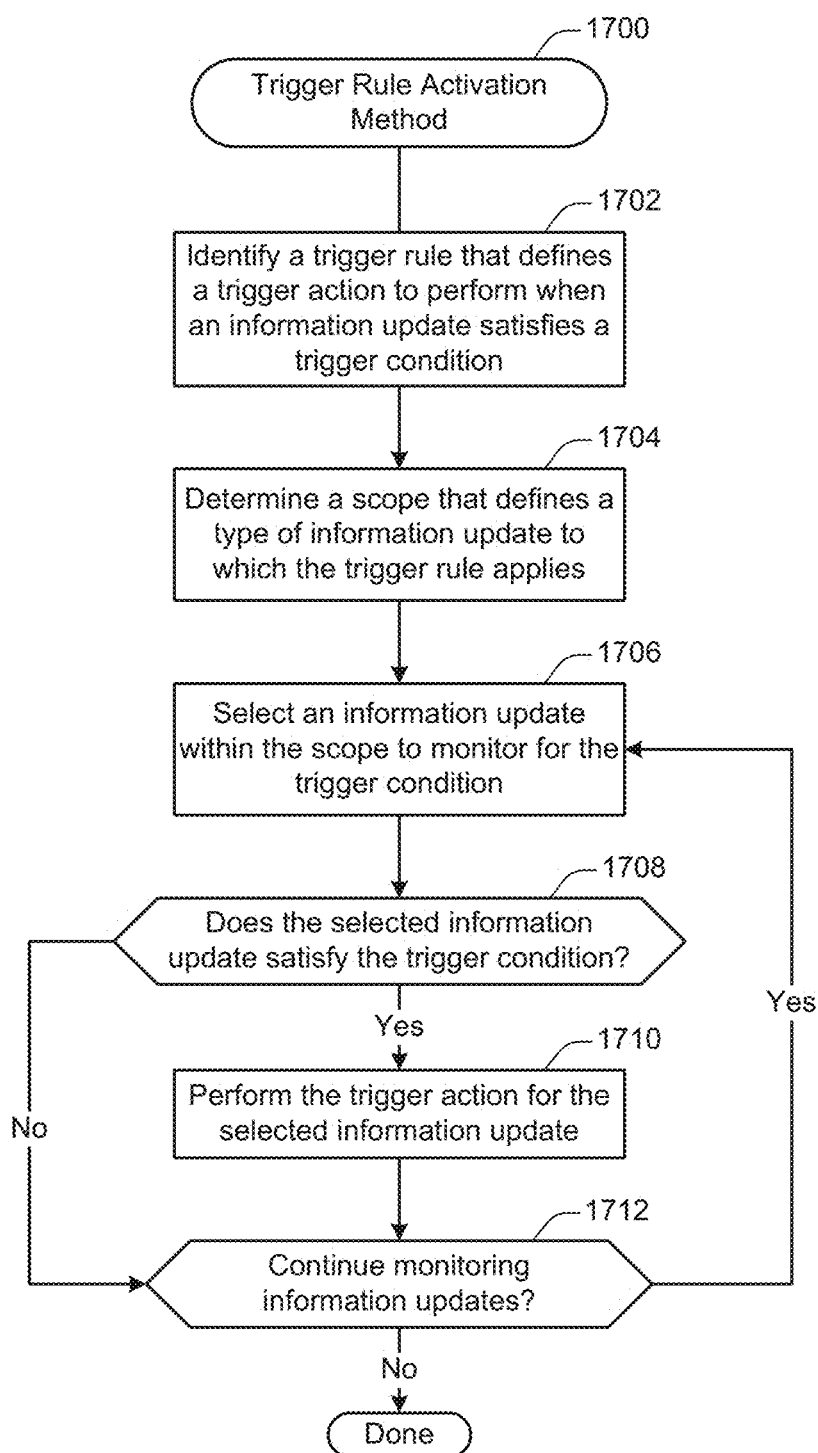 1700
Trigger Rule Activation
Method
1702
Identify a trigger rule that defines
a trigger action to perform when
an information update satisfies a
trigger condition
1704
Determine a scope that defines a
type of information update to
which the trigger rule applies
1706
Select an information update
within the scope to monitor for the
trigger condition
1708
Does the selected information
update satisfy the trigger condition?
Yes
Yes
1710
Perform the trigger action for the
selected information update
No
1712
Continue monitoring
information updates?
No
Done